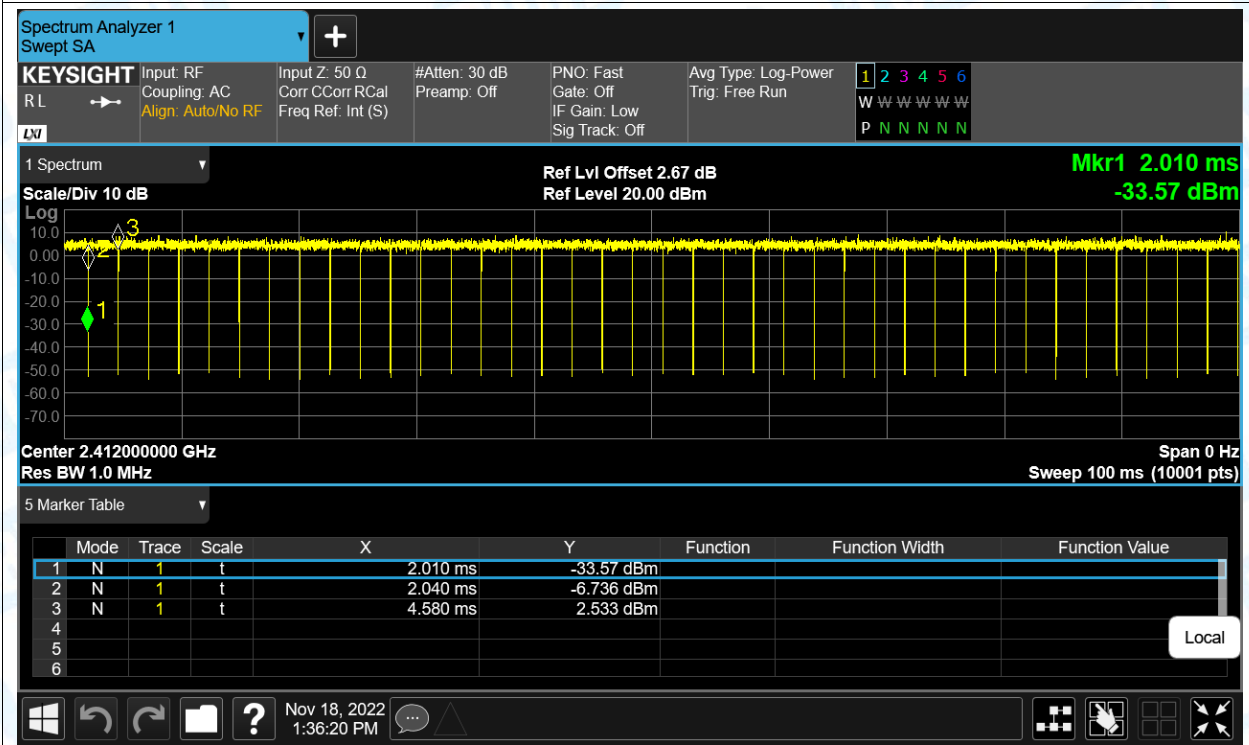 Spectrum Analyzer 1
Swept SA
KEYSIGHT
R L
LXI
Input: RF
Coupling: AC
Align: Auto/No RF
Input Z: 50 Ω
Corr CCorr RCal
Freq Ref: Int (S)
#Atten: 30 dB
Preamp: Off
PNO: Fast
Gate: Off
IF Gain: Low
Sig Track: Off
Avg Type: Log-Power
Trig: Free Run
1 2 3 4 5 6
W W W W W W
P N N N N N
1 Spectrum
Scale/Div 10 dB
Ref Lvl Offset 2.67 dB
Ref Level 20.00 dBm
Mkr1 2.010 ms
-33.57 dBm
Log
10.0
0.00
-10.0
-20.0
-30.0
-40.0
-50.0
-60.0
-70.0
3
2
1
Center 2.412000000 GHz
Res BW 1.0 MHz
Span 0 Hz
Sweep 100 ms (10001 pts)
5 Marker Table
Mode Trace Scale X Y Function Function Width Function Value
1 N 1 t 2.010 ms -33.57 dBm
2 N 1 t 2.040 ms -6.736 dBm
3 N 1 t 4.580 ms 2.533 dBm
4
5
6
Local
?
Nov 18, 2022
1:36:20 PM